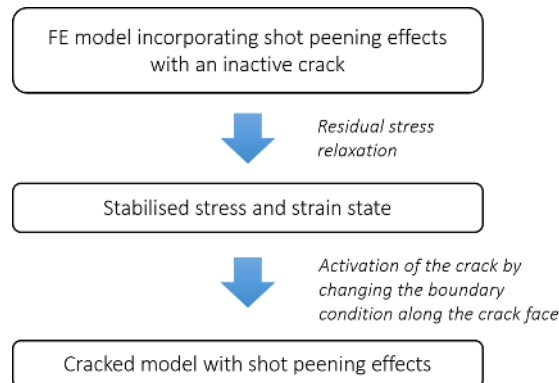 FE model incorporating shot peening effects
with an inactive crack
Residual stress
relaxation
Stabilised stress and strain state
Activation of the crack by
changing the boundary
condition along the crack face
Cracked model with shot peening effects